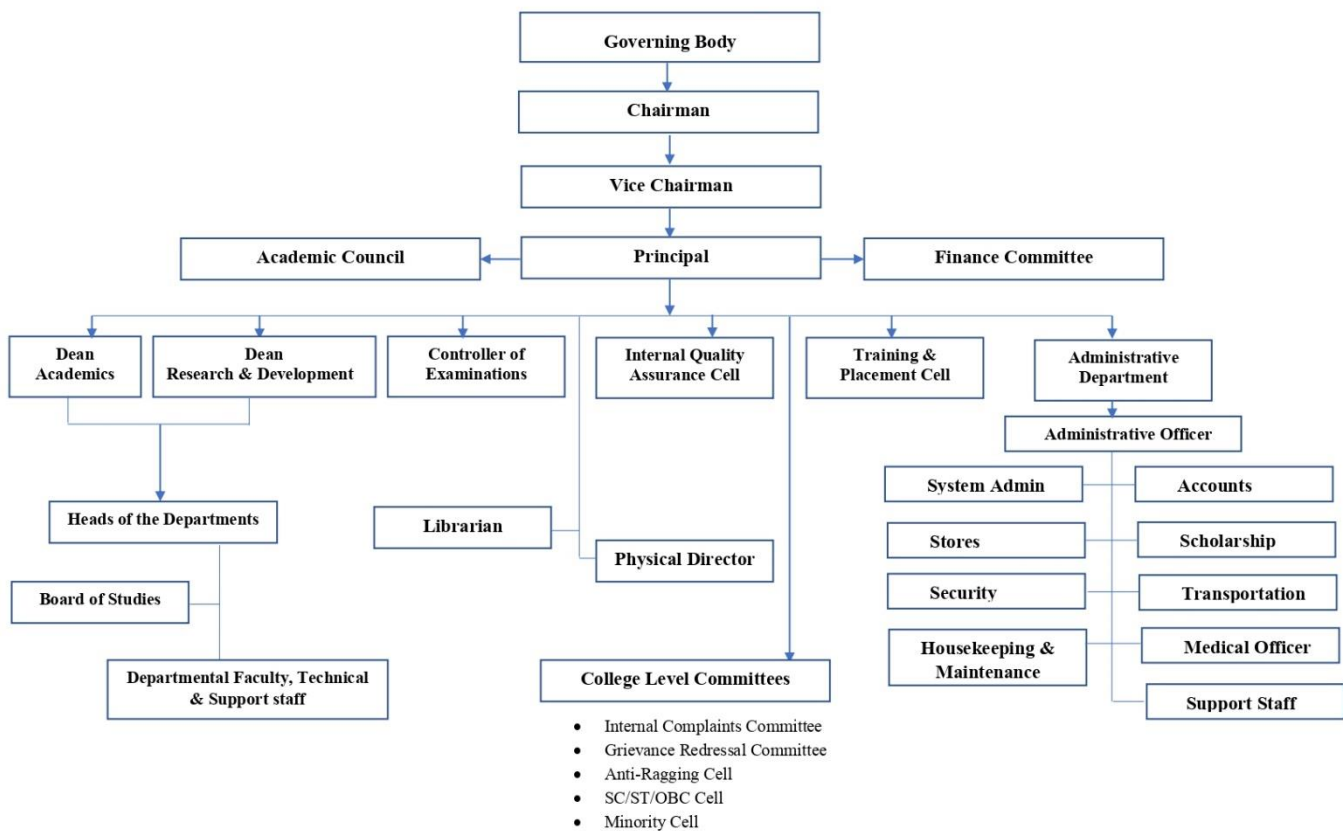 Governing Body
Chairman
Vice Chairman
Academic Council
Principal
Finance Committee
Dean
Academics
Dean
Research & Development
Controller of
Examinations
Internal Quality
Assurance Cell
Training &
Placement Cell
Administrative
Department
Administrative Officer
System Admin
Accounts
Heads of the Departments
Librarian
Stores
Scholarship
Physical Director
Board of Studies
Security
Transportation
Housekeeping &
Maintenance
Medical Officer
Departmental Faculty, Technical
& Support staff
College Level Committees
Support Staff
• Internal Complaints Committee
• Grievance Redressal Committee
• Anti-Ragging Cell
• SC/ST/OBC Cell
• Minority Cell